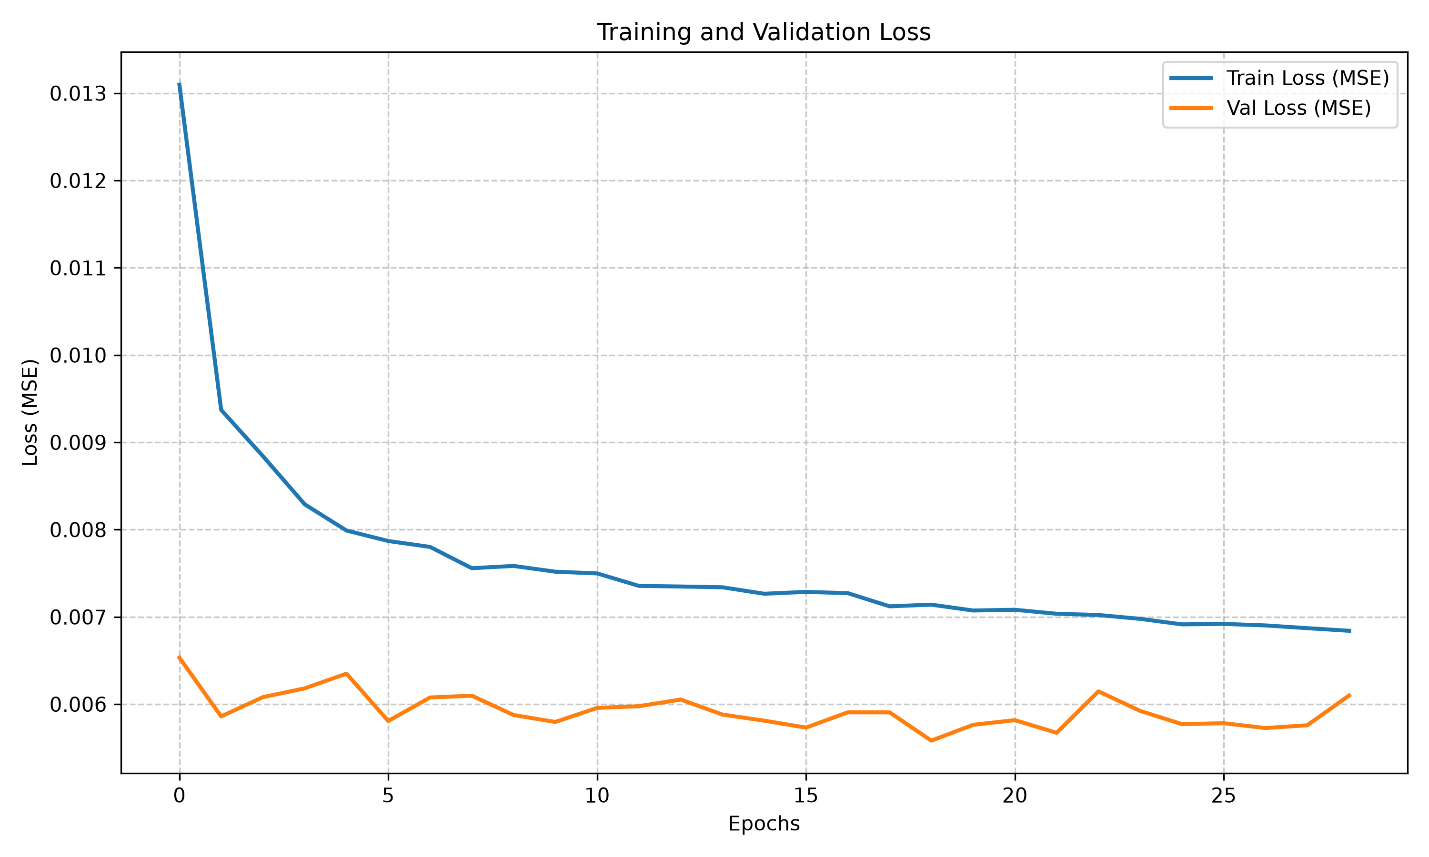 Training and Validation Loss
Train Loss (MSE)
Val Loss (MSE)
Loss (MSE)
0.013
0.012
0.011
0.010
0.009
0.008
0.007
0.006
0 5 10 15 20 25
Epochs